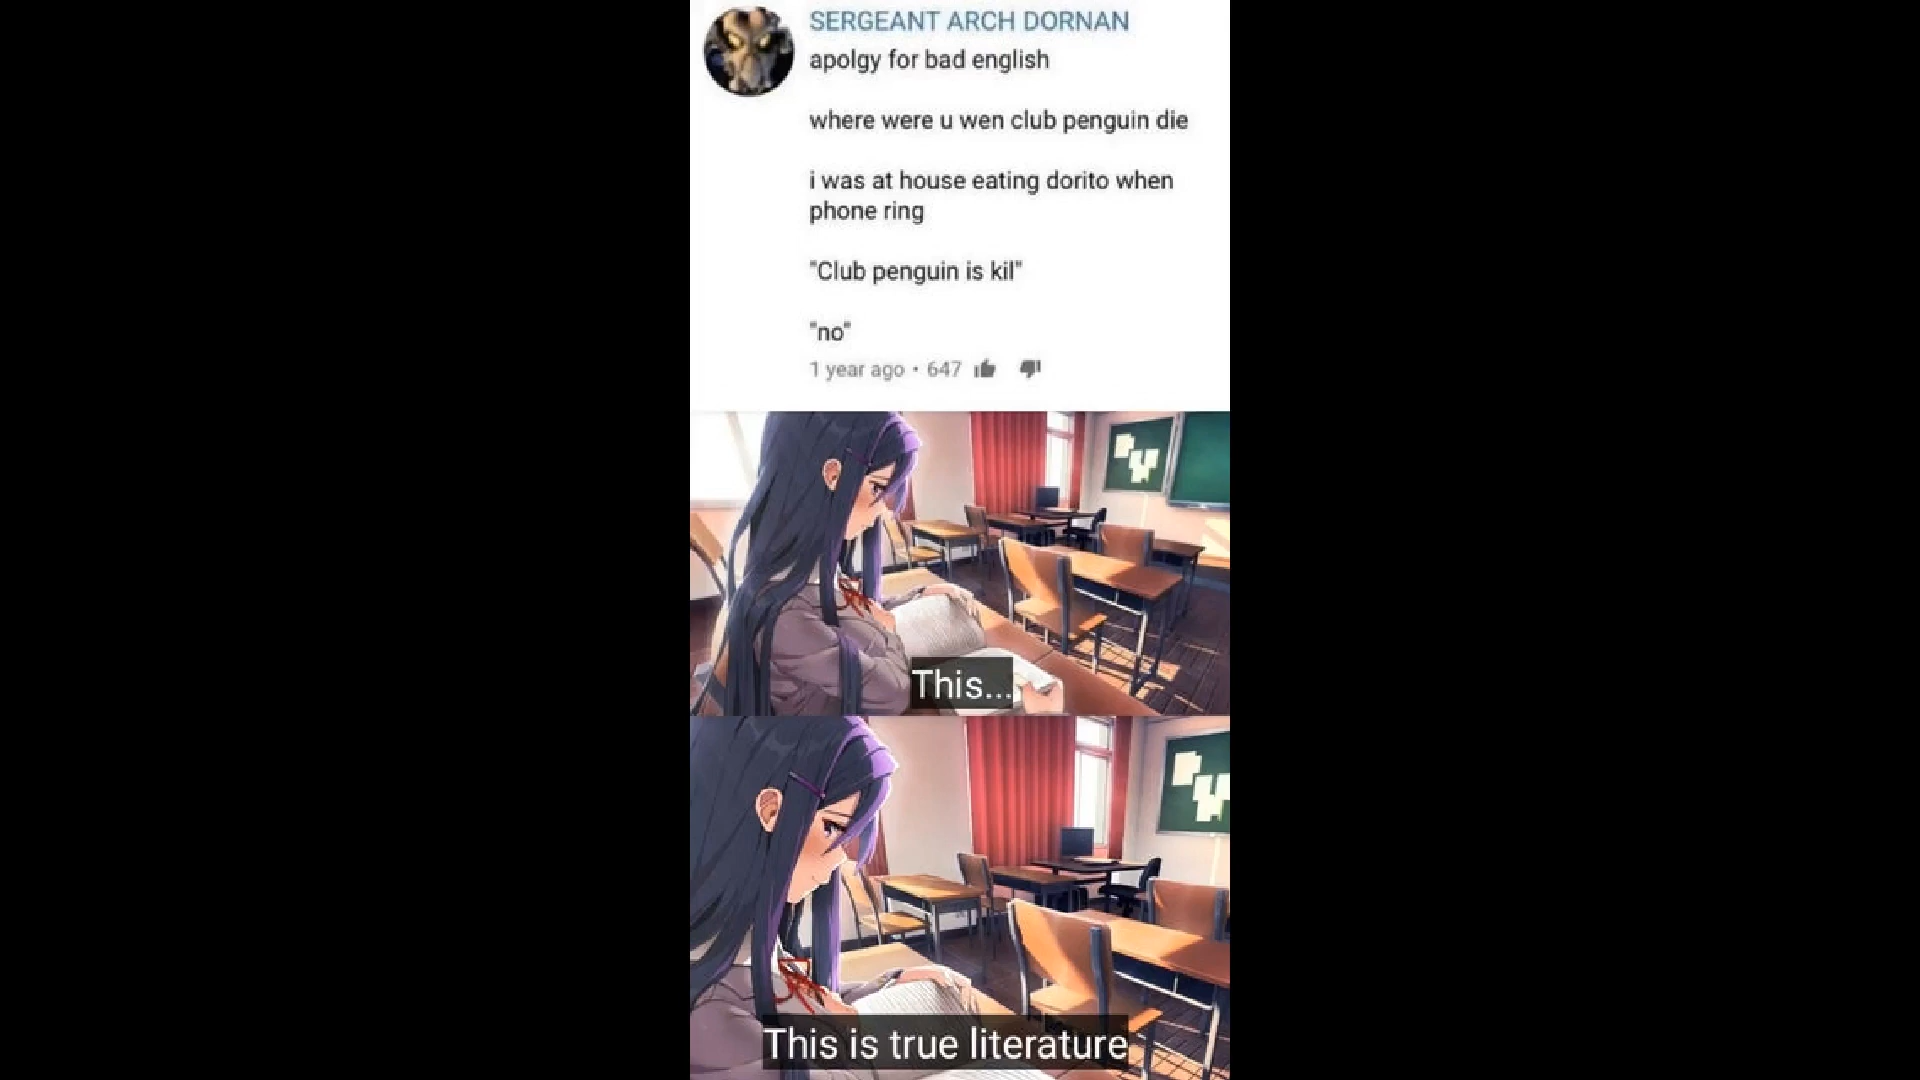 SERGEANT ARCH DORNAN
apolgy for bad english
where were u wen club penguin die
i was at house eating dorito when
phone ring
"Club penguin is kil"
"no"
1 year ago • 647
This...
This is true literature